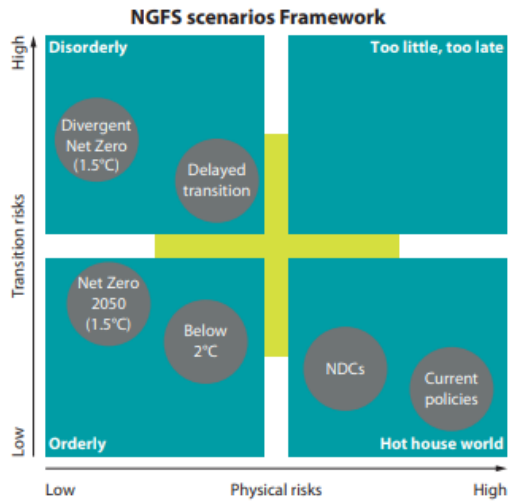 NGFS scenarios Framework
High
Transition risks
Low
Disorderly
Divergent
Net Zero
(1.5°C)
Delayed
transition
Too little, too late
Net Zero
2050
(1.5°C)
Below
2°C
Orderly
NDCs
Current
policies
Hot house world
Low
Physical risks
High